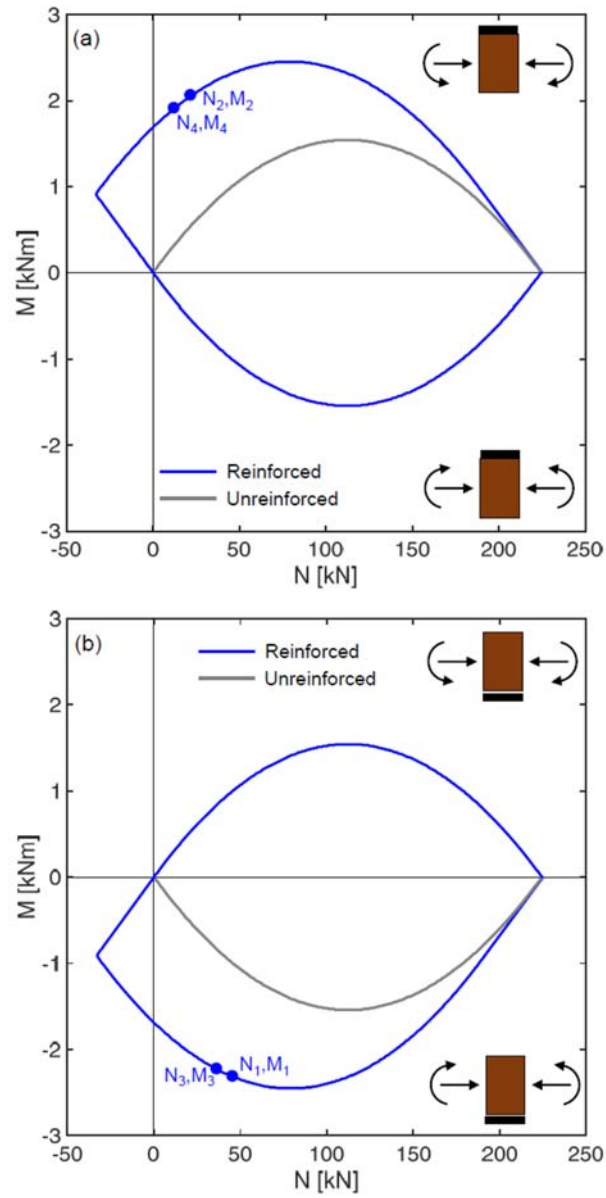 (a)
3
2
1
0
-1
-2
-3
M [kNm]
N₂,M₂
N₄,M₄
Reinforced
Unreinforced
-50 0 50 100 150 200 250
N [kN]
(b)
3
2
1
0
-1
-2
-3
M [kNm]
Reinforced
Unreinforced
N₃,M₃ N₁,M₁
-50 0 50 100 150 200 250
N [kN]